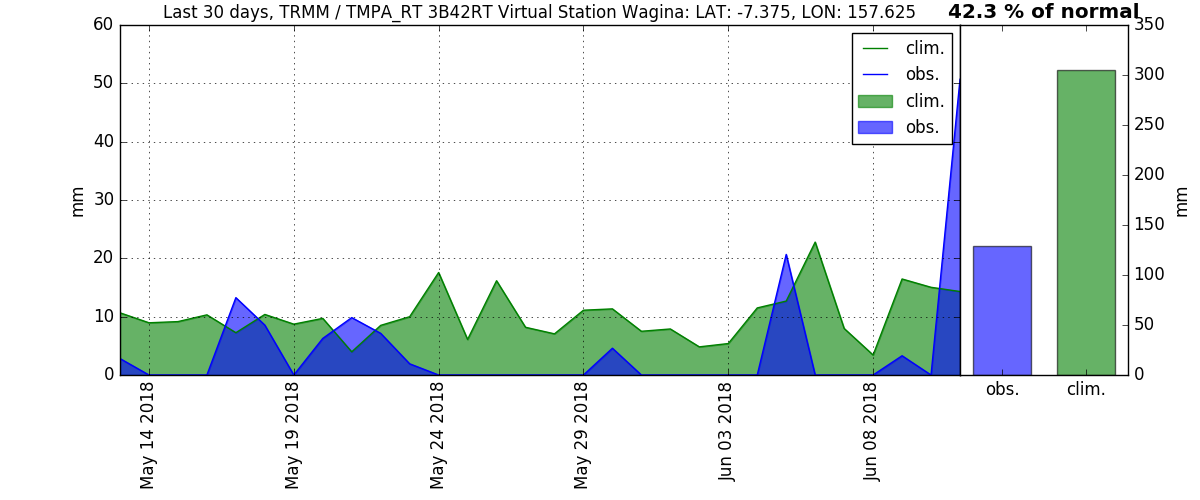 Last 30 days, TRMM / TMPA_RT 3B42RT Virtual Station Wagina: LAT: -7.375, LON: 157.625
42.3 % of normal
60
50
40
30
20
10
0
mm
clim.
obs.
clim.
obs.
350
300
250
200
150
100
50
0
mm
May 14 2018
May 19 2018
May 24 2018
May 29 2018
Jun 03 2018
Jun 08 2018
obs.
clim.